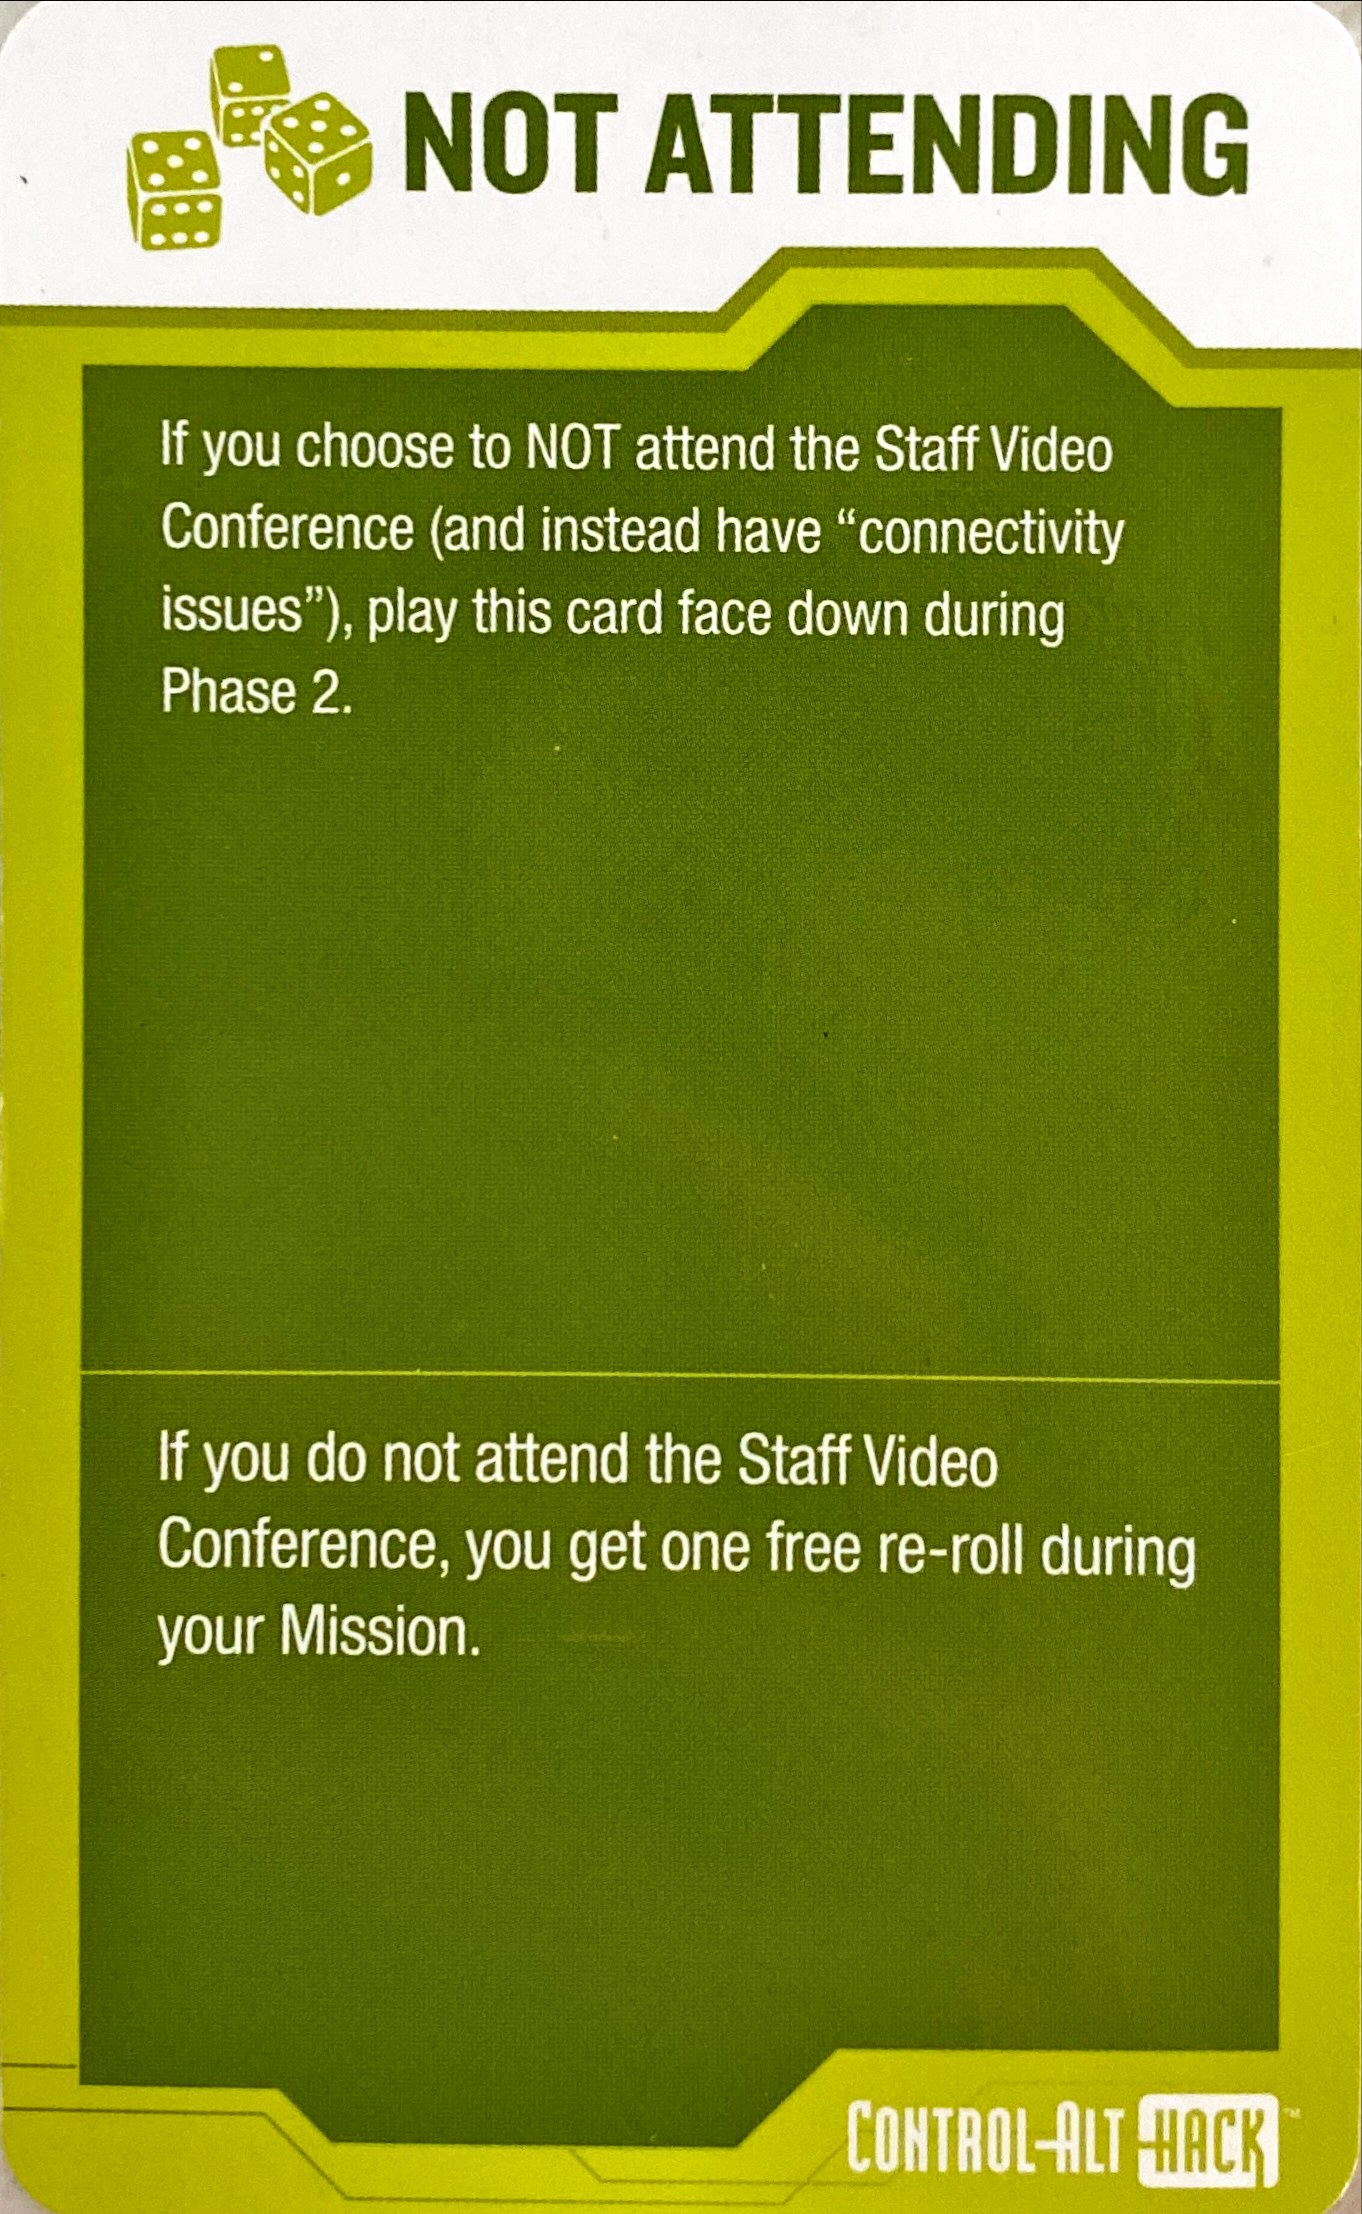 NOT ATTENDING
If you choose to NOT attend the Staff Video
Conference (and instead have “connectivity
issues”), play this card face down during
Phase 2.
If you do not attend the Staff Video
Conference, you get one free re-roll during
your Mission.
CONTROL-ALT-HACK™